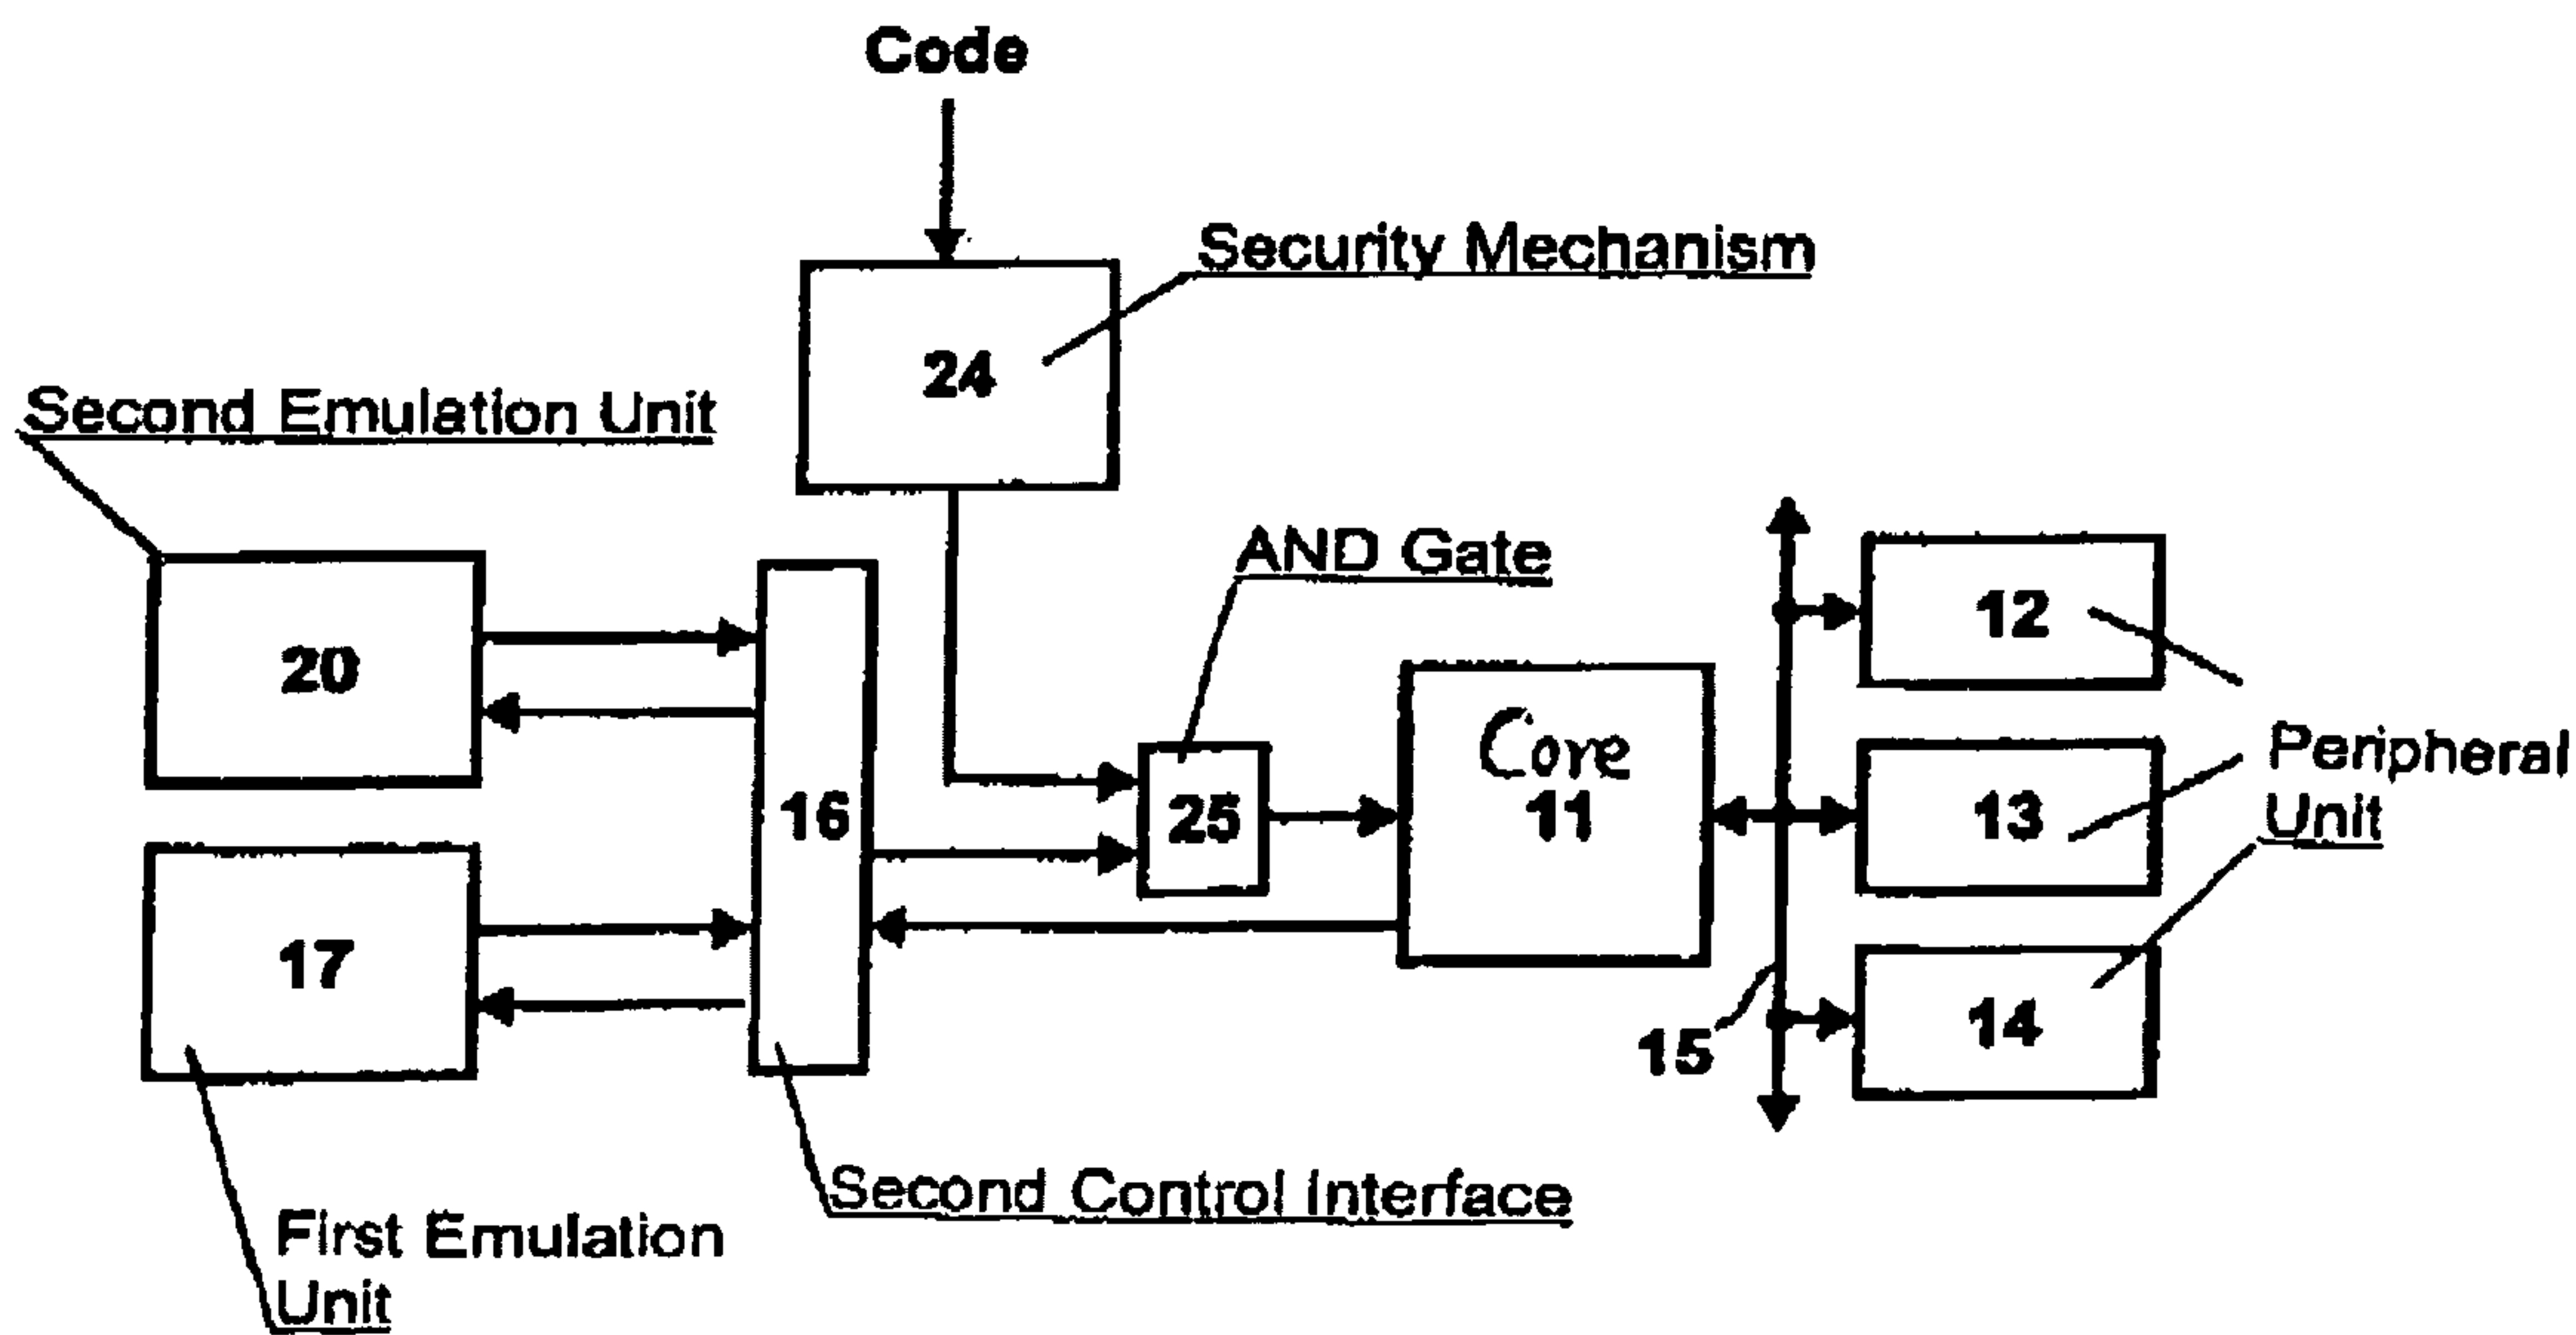 Code
Security Mechanism
24
Second Emulation Unit
AND Gate
12
20
Core
Peripheral
16
25
11
13
Unit
17
14
15
Second Control Interface
First Emulation
Unit